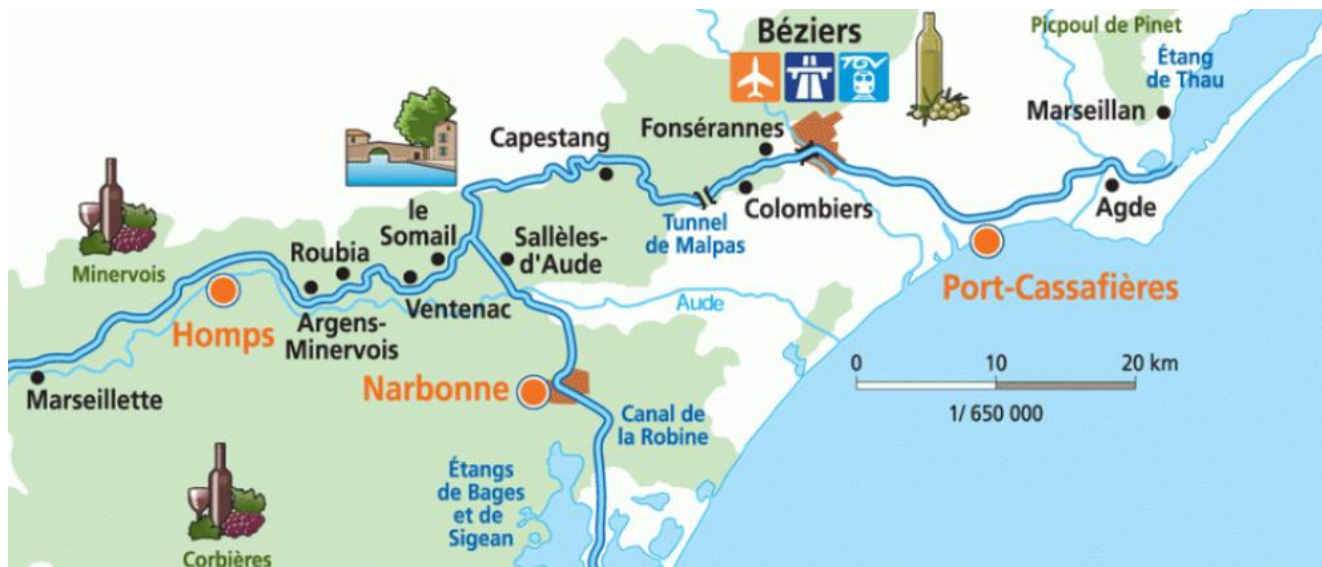 Picpoul de Pinet
Béziers
TGV
Étang
de Thau
Marseillan
Capestang
Fonsérannes
le
Somail
Tunnel
de Malpas
Colombiers
Agde
Roubia
Sallèles-
d'Aude
Minervois
Port-Cassafières
Homps
Argens-
Minervois
Ventenac
Aude
Marseillette
Narbonne
Canal de
la Robine
0 10 20 km
1/ 650 000
Étangs
de Bages
et de
Sigean
Corbières